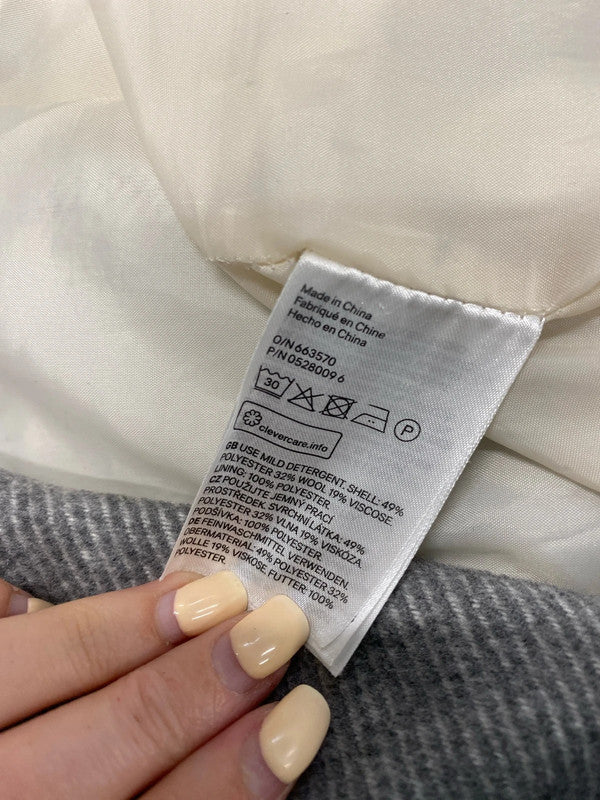 Made in China
Fabriqué en Chine
Hecho en China
O/N 663570
P/N 05280096
30
P
clevercare.info
GB USE MILD DETERGENT. SHELL: 49%
POLYESTER 32% WOOL 19% VISCOSE.
LINING: 100% POLYESTER.
CZ POUŽIJTE JEMNÝ PRACÍ
PROSTŘEDEK. SVRCHNÍ LÁTKA: 49%
POLYESTER 32% VLNA 19% VISKÓZA.
PODŠÍVKA: 100% POLYESTER.
DE FEINWASCHMITTEL VERWENDEN.
OBERMATERIAL: 49% POLYESTER 32%
WOLLE 19% VISKOSE. FUTTER: 100%
POLYESTER.